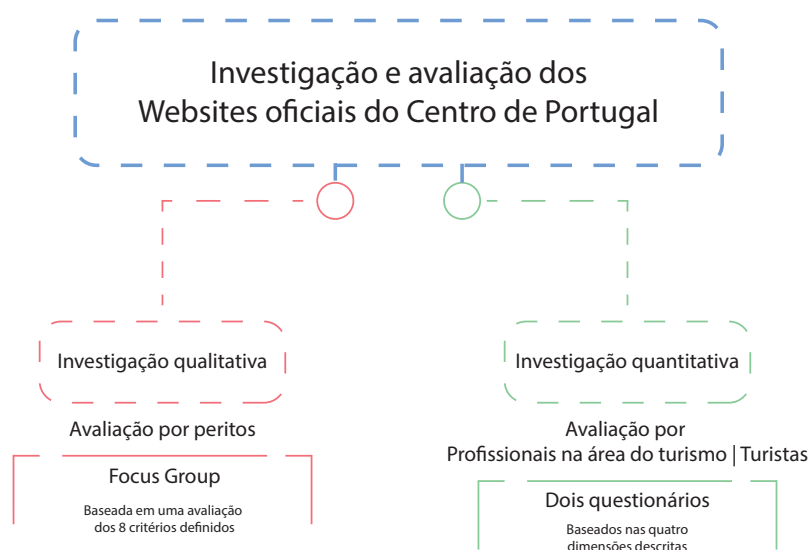 Investigação e avaliação dos
Websites oficiais do Centro de Portugal
Investigação qualitativa
Avaliação por peritos
Focus Group
Baseada em uma avaliação
dos 8 critérios definidos
Investigação quantitativa
Avaliação por
Profissionais na área do turismo | Turistas
Dois questionários
Baseados nas quatro
dimensões descritas